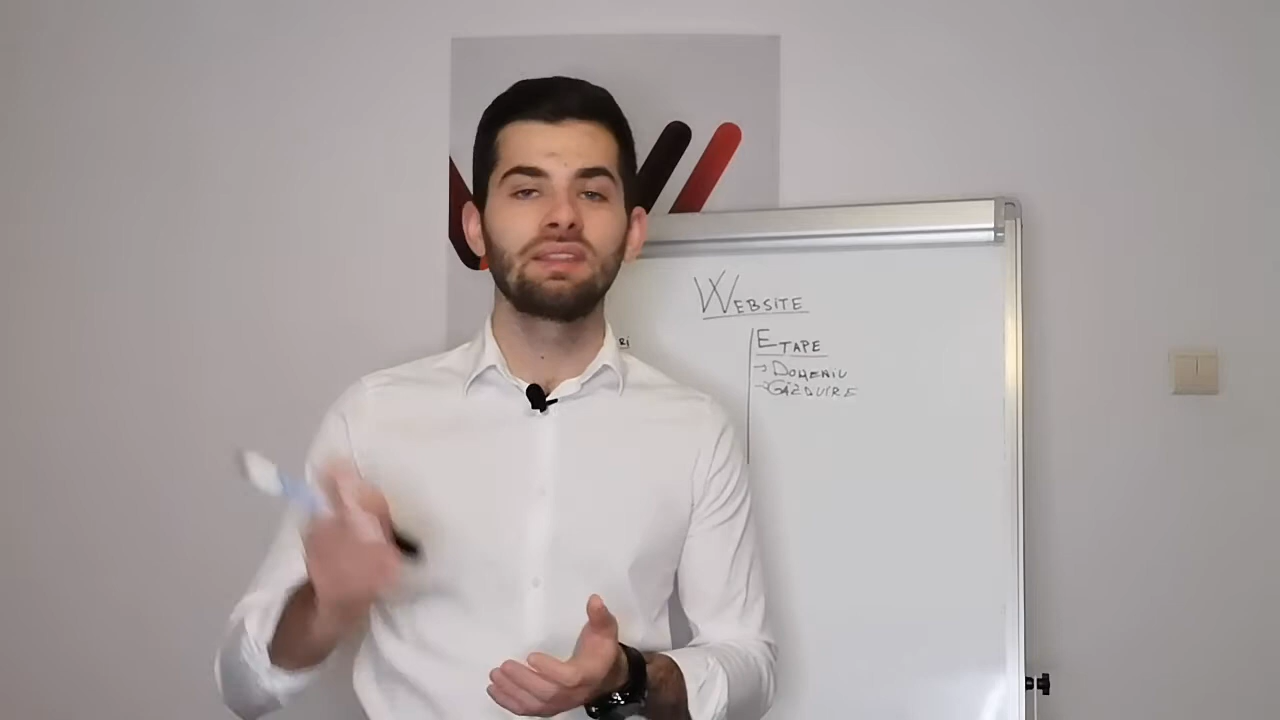 WEBSITE
ETAPE
→ DOMENIU
→ GĂZDUIRE